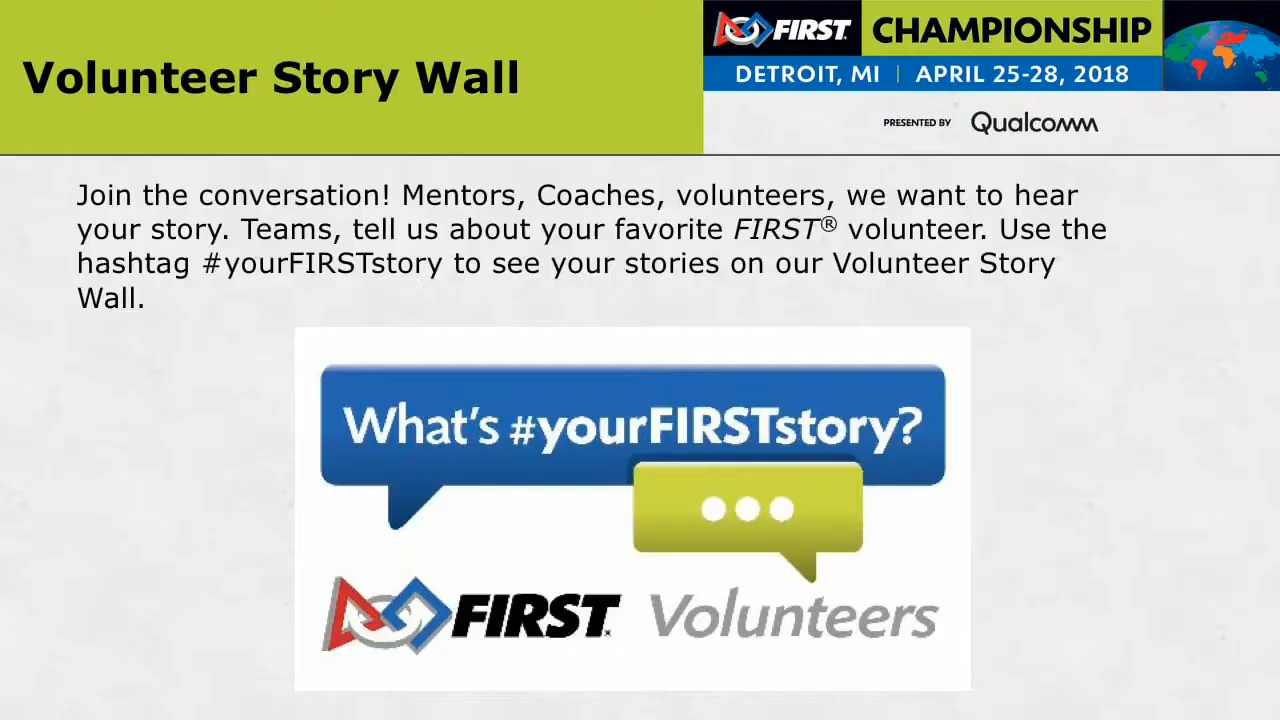 Volunteer Story Wall
FIRST CHAMPIONSHIP
DETROIT, MI | APRIL 25-28, 2018
PRESENTED BY Qualcomm
Join the conversation! Mentors, Coaches, volunteers, we want to hear
your story. Teams, tell us about your favorite FIRST® volunteer. Use the
hashtag #yourFIRSTstory to see your stories on our Volunteer Story
Wall.
What's #yourFIRSTstory?
FIRST Volunteers